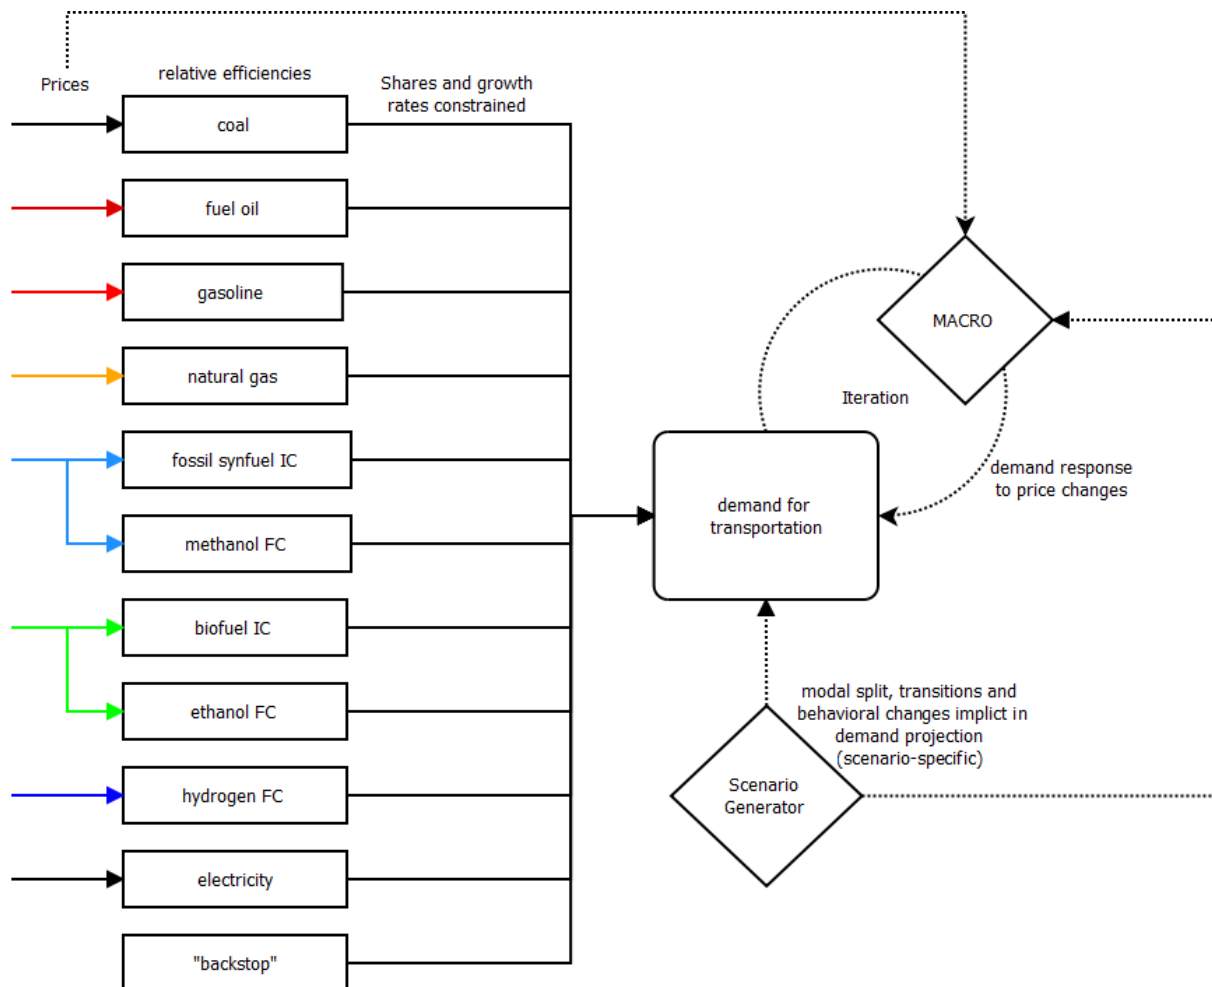 Prices
relative efficiencies
Shares and growth
rates constrained
coal
fuel oil
gasoline
natural gas
fossil synfuel IC
methanol FC
biofuel IC
ethanol FC
hydrogen FC
electricity
"backstop"
MACRO
Iteration
demand response
to price changes
demand for
transportation
modal split, transitions and
behavioral changes implict in
demand projection
(scenario-specific)
Scenario
Generator